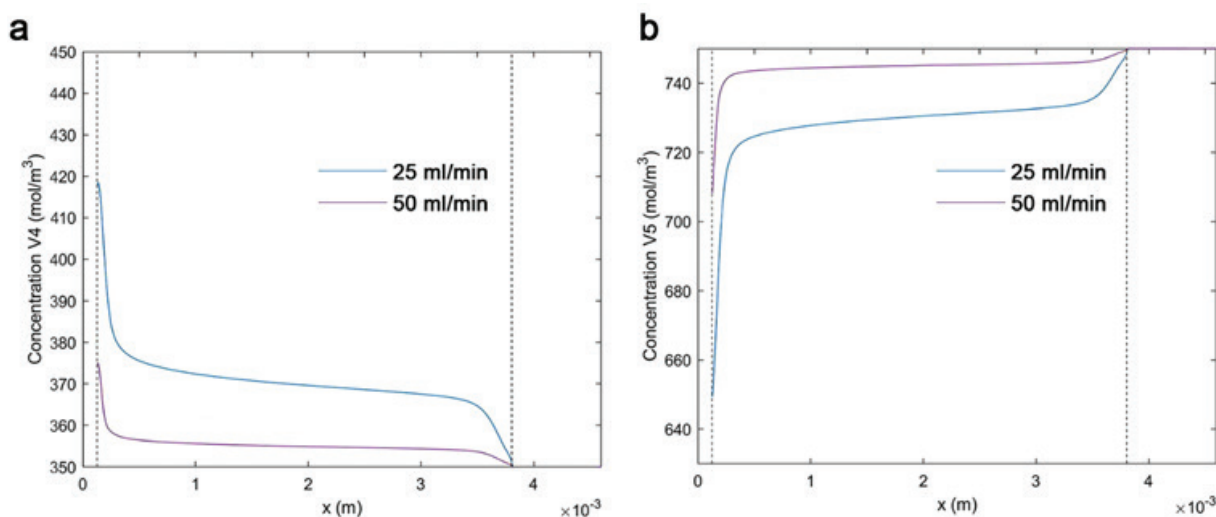 a
450
440
430
420
410
400
390
380
370
360
350
Concentration V4 (mol/m³)
25 ml/min
50 ml/min
0
1
2
3
4
×10⁻³
x (m)
b
740
720
700
680
660
640
Concentration V5 (mol/m³)
25 ml/min
50 ml/min
0
1
2
3
4
×10⁻³
x (m)